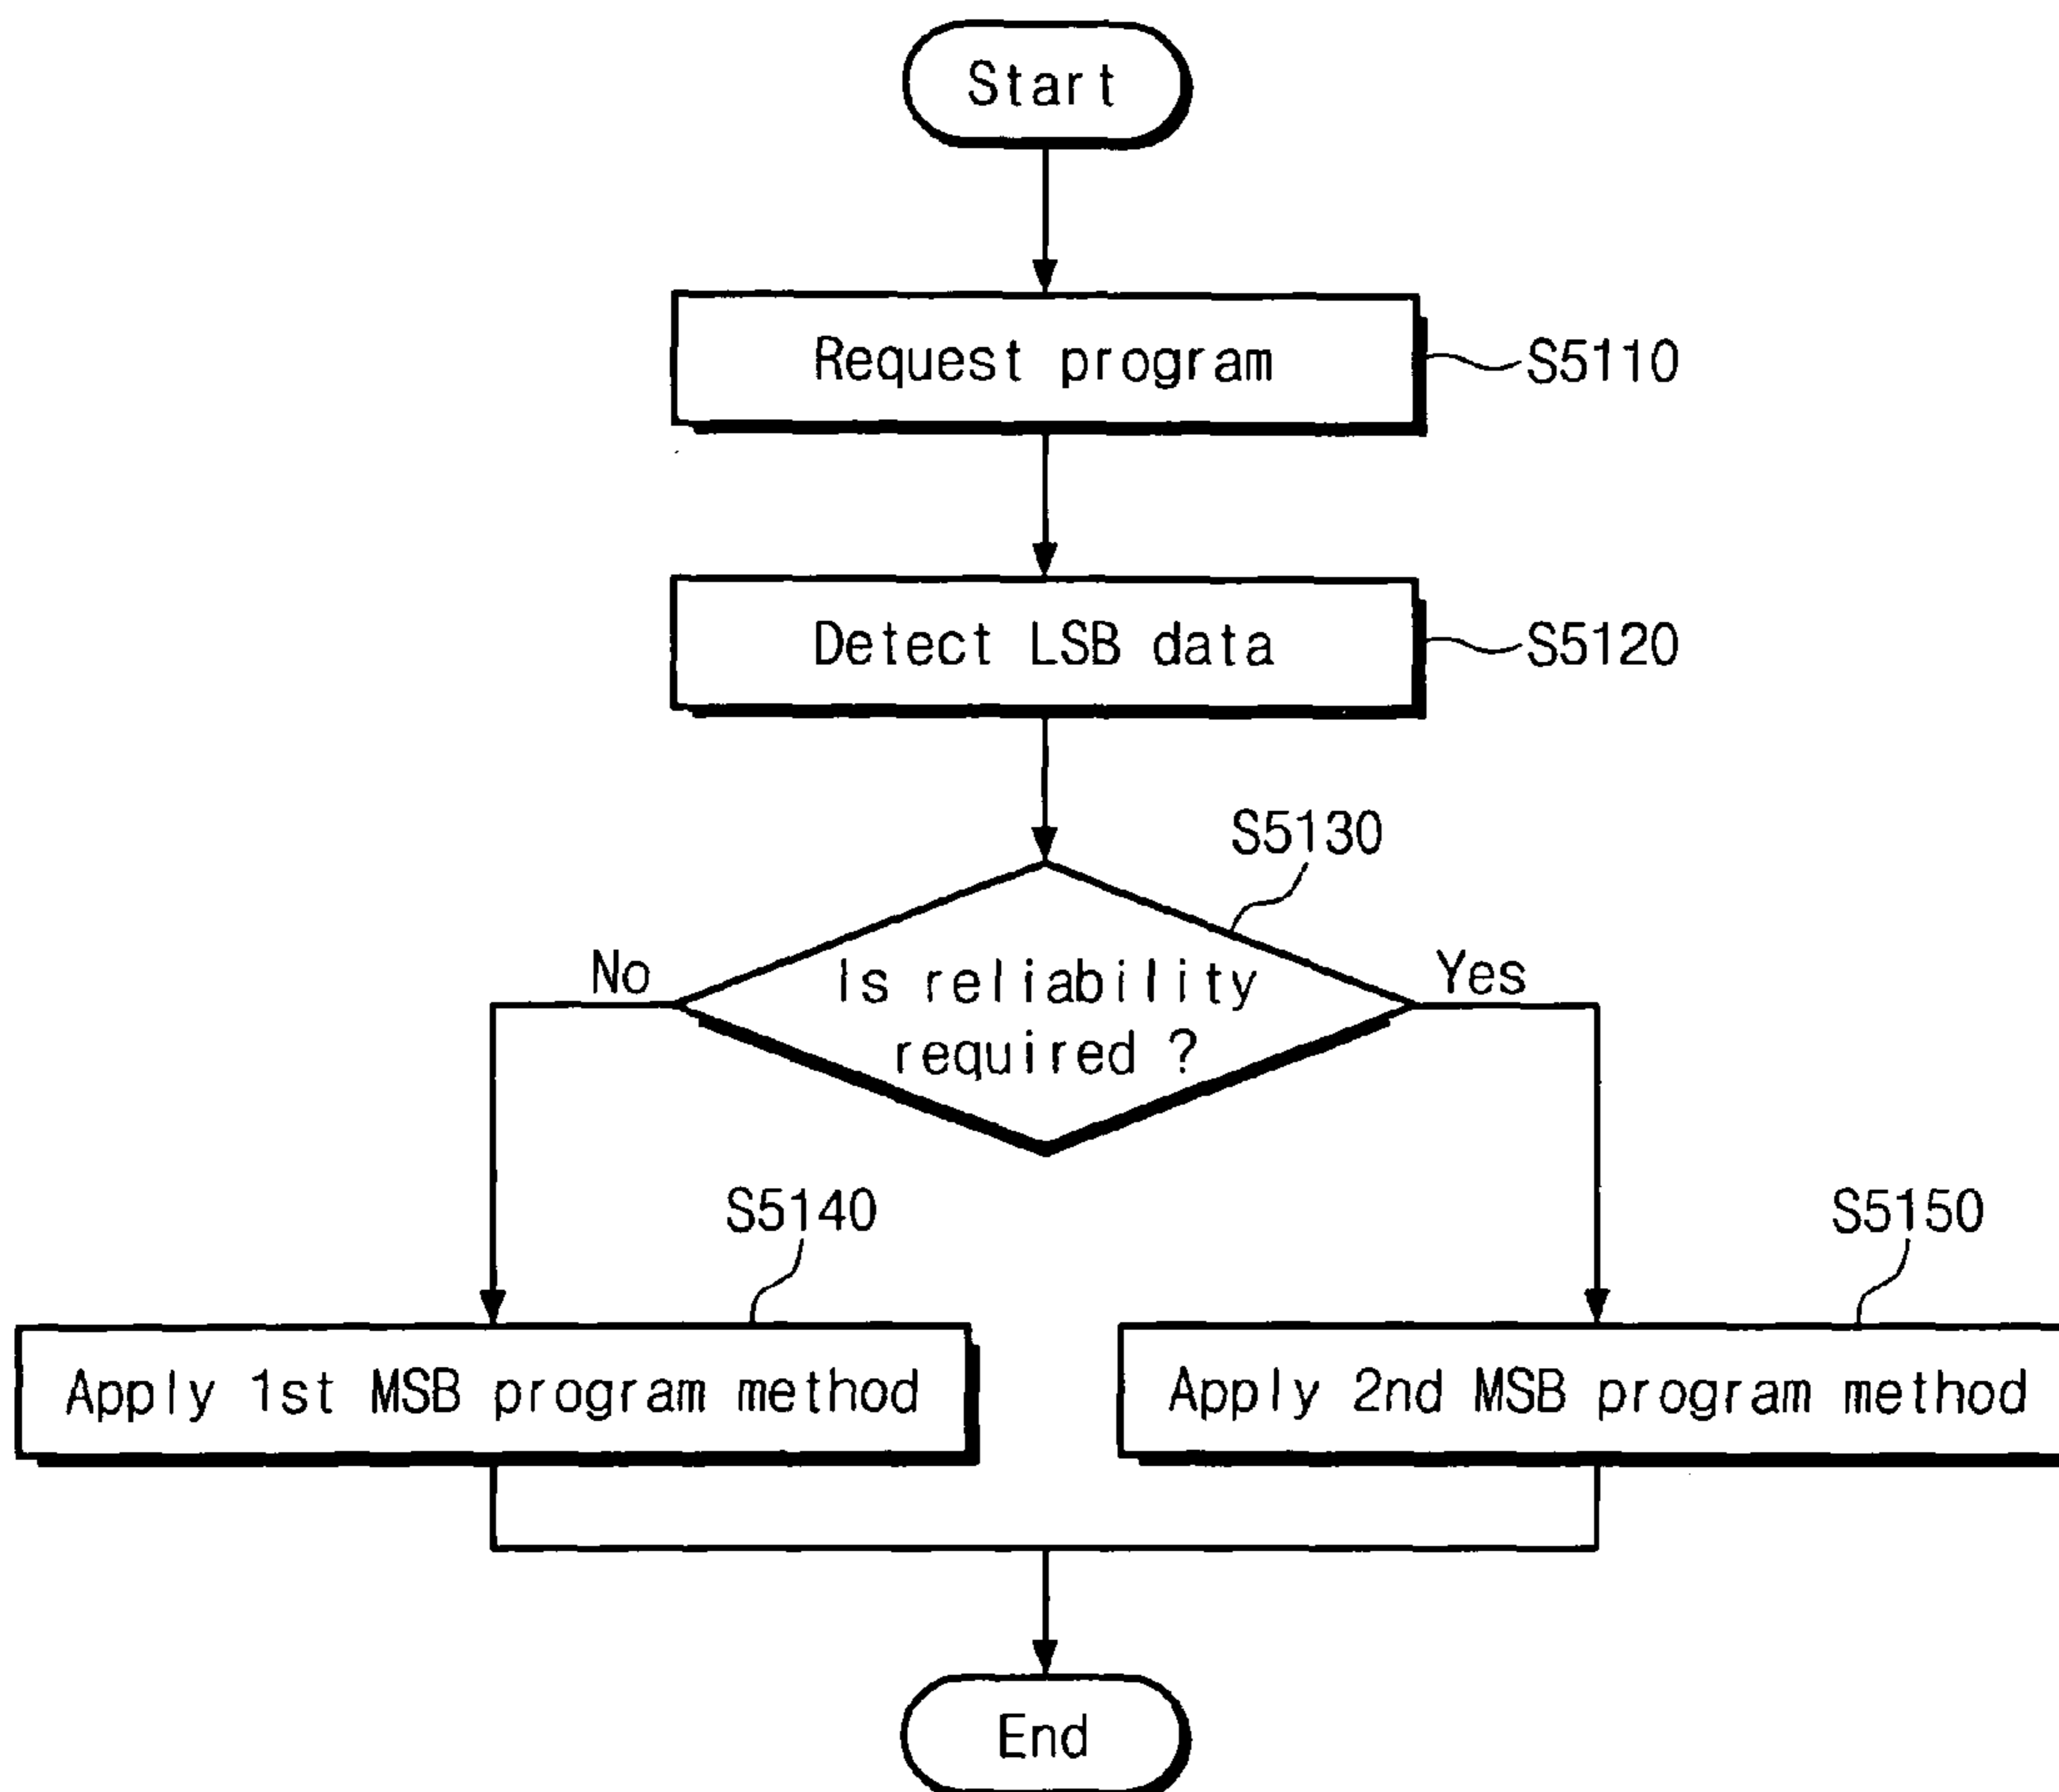 Start
Request program
S5110
Detect LSB data
S5120
S5130
No
Is reliability
required ?
Yes
S5140
S5150
Apply 1st MSB program method
Apply 2nd MSB program method
End